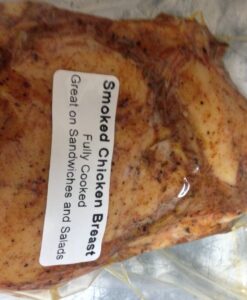 Smoked Chicken Breast
Fully Cooked
Great on Sandwiches and Salads